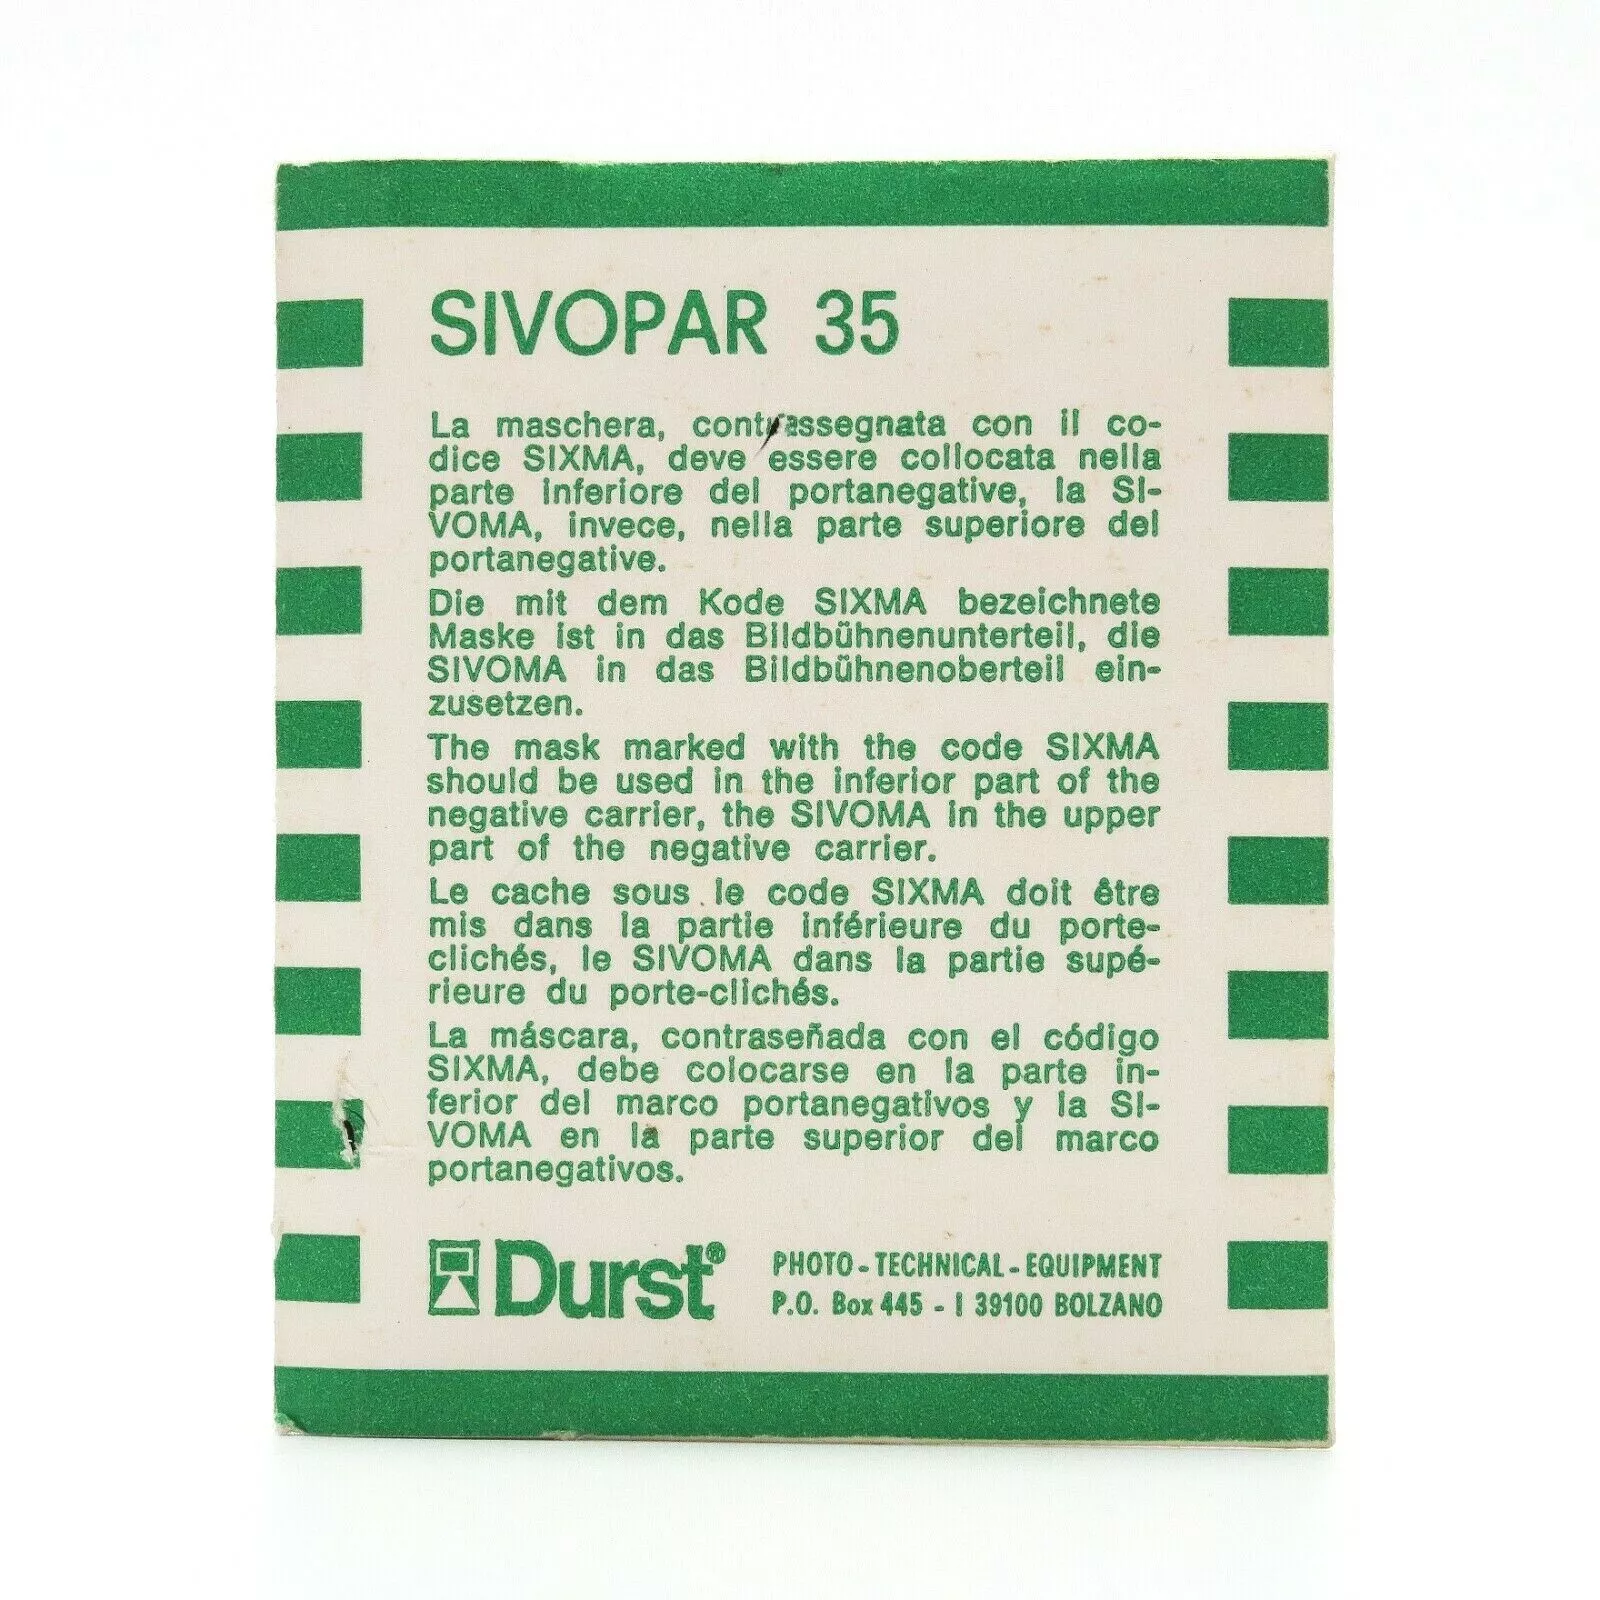 SIVOPAR 35
La maschera, contrassegnata con il co-
dice SIXMA, deve essere collocata nella
parte inferiore del portanegative, la SI-
VOMA, invece, nella parte superiore del
portanegative.
Die mit dem Kode SIXMA bezeichnete
Maske ist in das Bildbühnenunterteil, die
SIVOMA in das Bildbühnenoberteil ein-
zusetzen.
The mask marked with the code SIXMA
should be used in the inferior part of the
negative carrier, the SIVOMA in the upper
part of the negative carrier.
Le cache sous le code SIXMA doit être
mis dans la partie inférieure du porte-
clichés, le SIVOMA dans la partie supé-
rieure du porte-clichés.
La máscara, contraseñada con el código
SIXMA, debe colocarse en la parte in-
ferior del marco portanegativos y la SI-
VOMA en la parte superior del marco
portanegativos.
Durst® PHOTO-TECHNICAL-EQUIPMENT
P.O. Box 445 - I 39100 BOLZANO